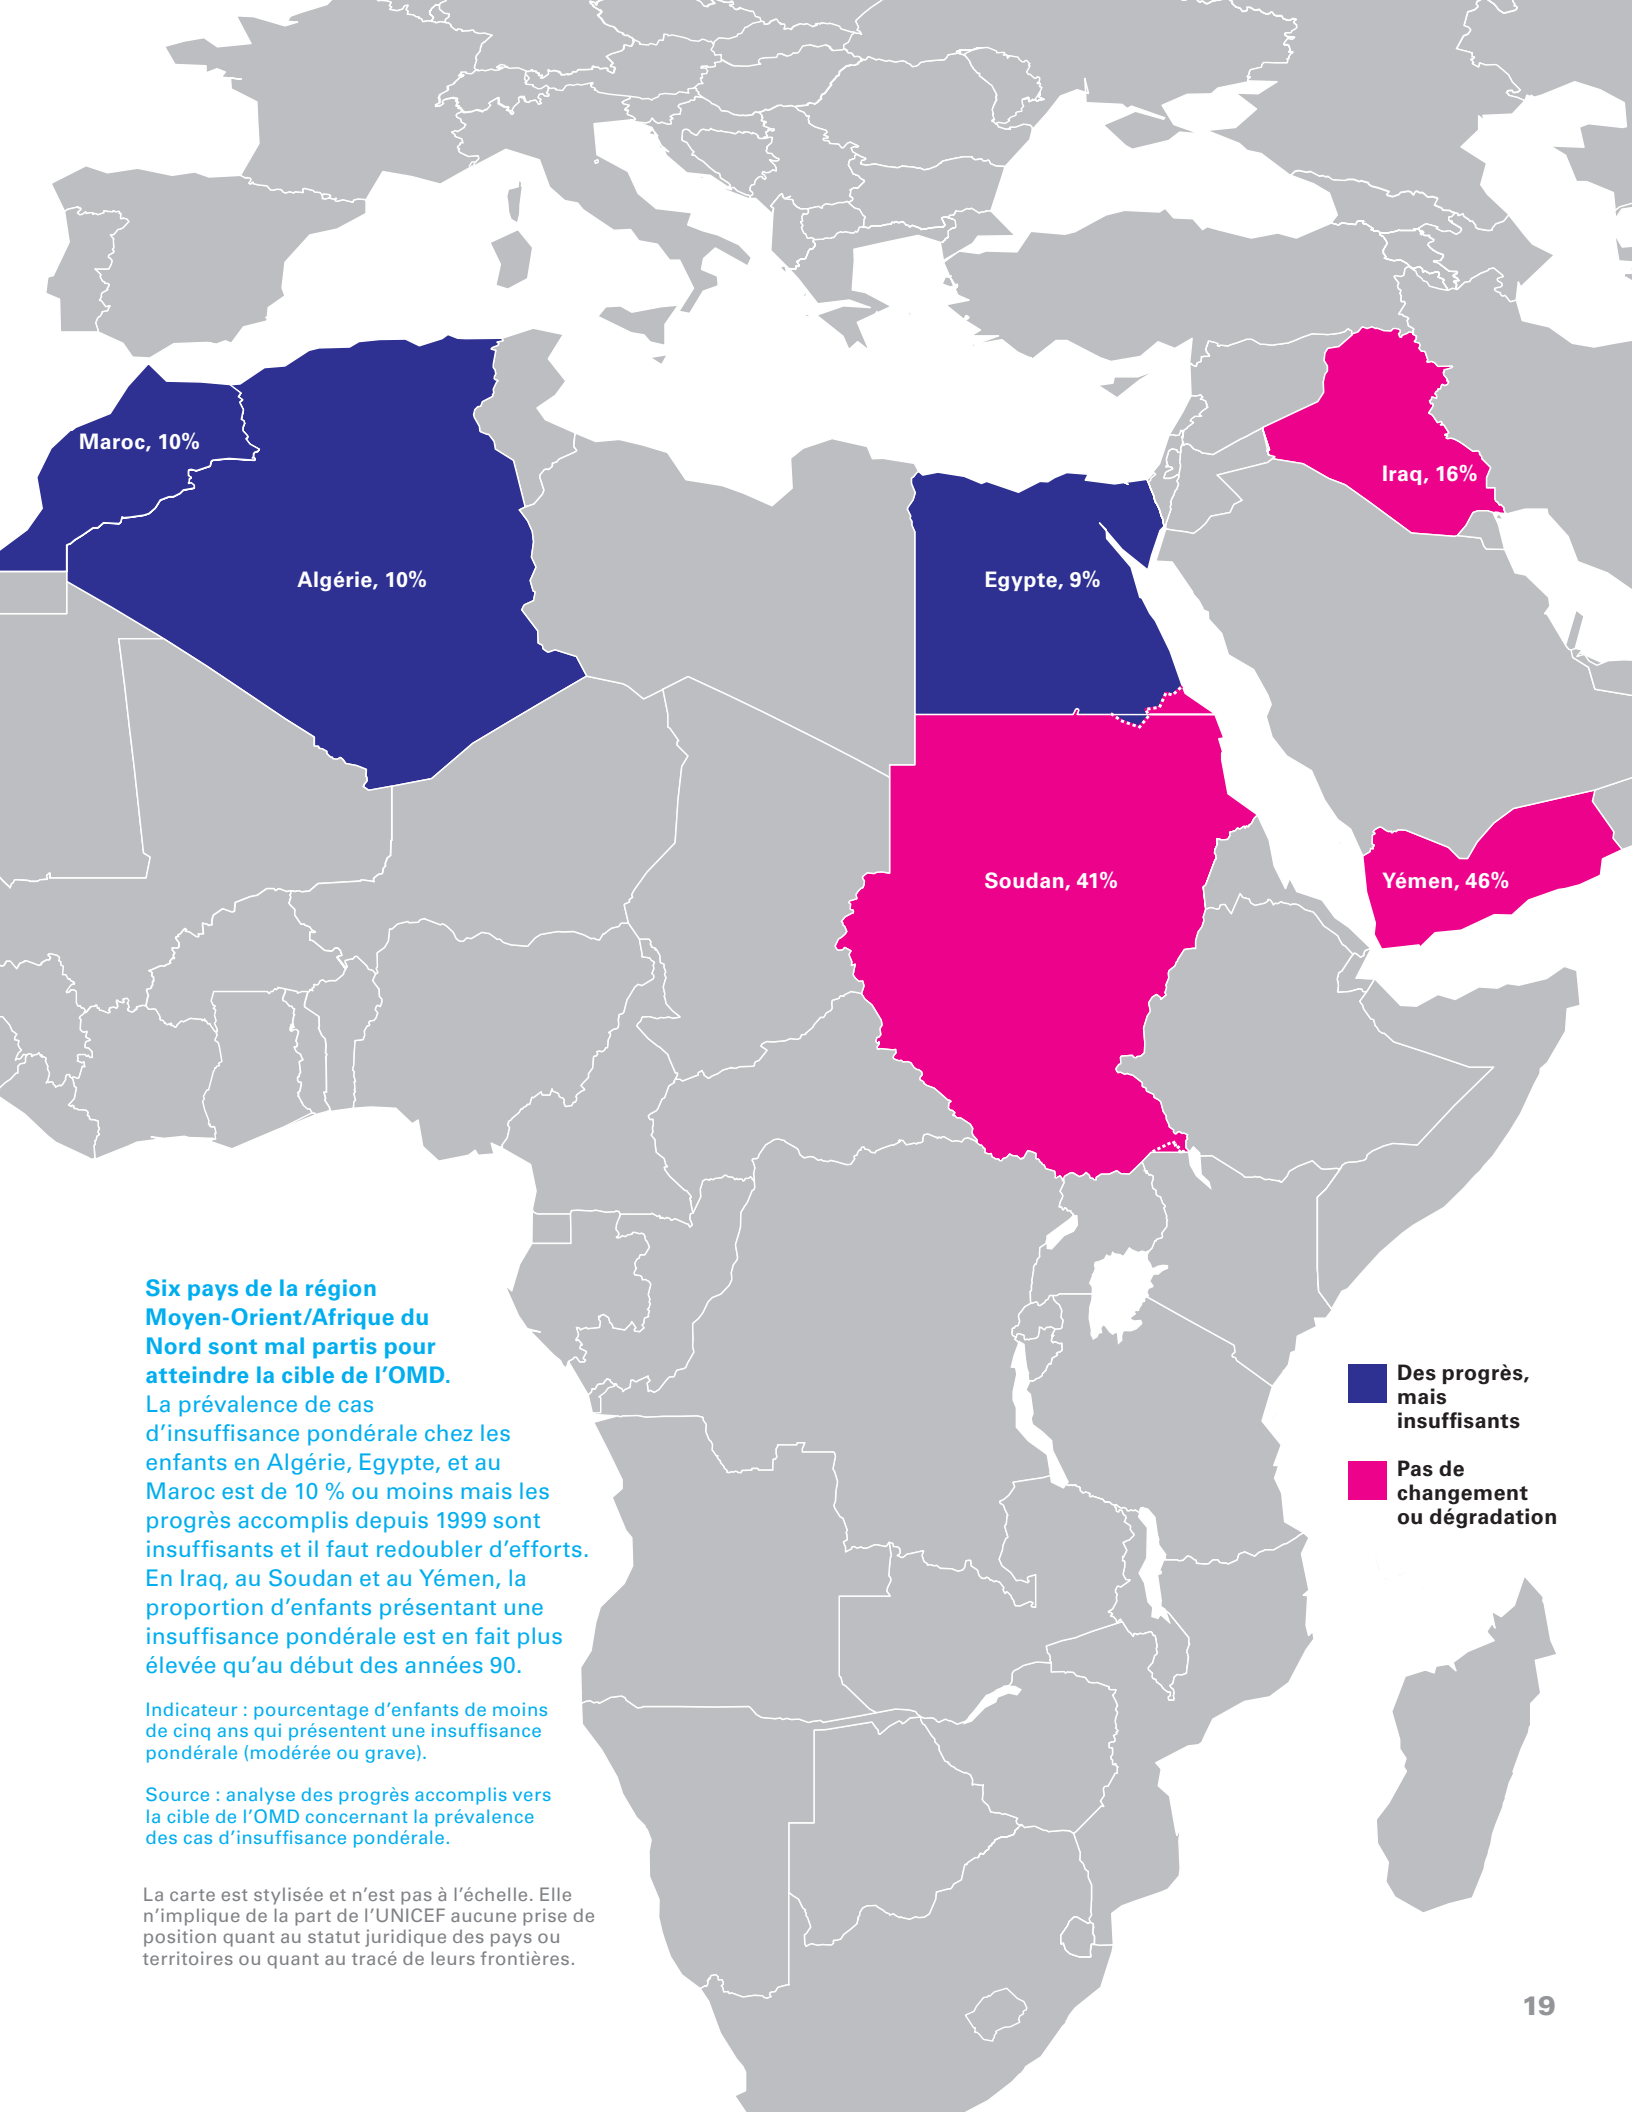 Maroc, 10%
Iraq, 16%
Algérie, 10%
Egypte, 9%
Soudan, 41%
Yémen, 46%
Six pays de la région
Moyen-Orient/Afrique du
Nord sont mal partis pour
atteindre la cible de l’OMD.
La prévalence de cas
d’insuffisance pondérale chez les
enfants en Algérie, Egypte, et au
Maroc est de 10 % ou moins mais les
progrès accomplis depuis 1999 sont
insuffisants et il faut redoubler d’efforts.
En Iraq, au Soudan et au Yémen, la
proportion d’enfants présentant une
insuffisance pondérale est en fait plus
élevée qu’au début des années 90.
Indicateur : pourcentage d’enfants de moins
de cinq ans qui présentent une insuffisance
pondérale (modérée ou grave).
Source : analyse des progrès accomplis vers
la cible de l’OMD concernant la prévalence
des cas d’insuffisance pondérale.
La carte est stylisée et n’est pas à l’échelle. Elle
n’implique de la part de l’UNICEF aucune prise de
position quant au statut juridique des pays ou
territoires ou quant au tracé de leurs frontières.
Des progrès,
mais
insuffisants
Pas de
changement
ou dégradation
19